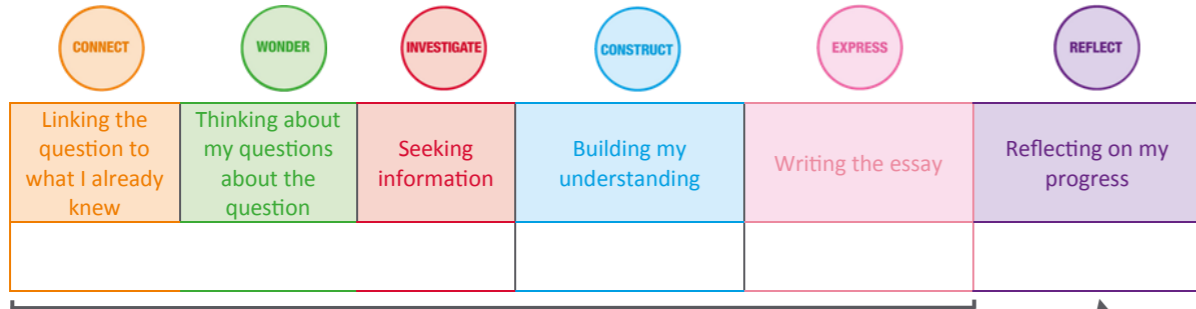 CONNECT
WONDER
INVESTIGATE
CONSTRUCT
EXPRESS
REFLECT
Linking the
question to
what I already
knew
Thinking about
my questions
about the
question
Seeking
information
Building my
understanding
Writing the essay
Reflecting on my
progress